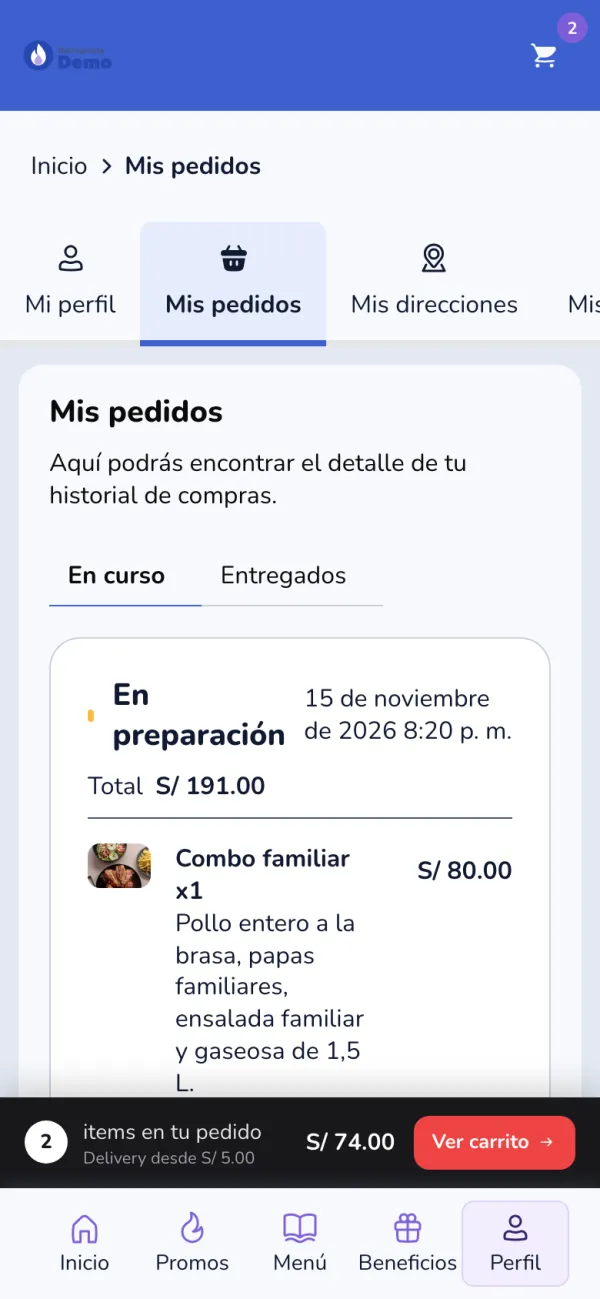 Demo
2
Inicio > Mis pedidos
Mi perfil
Mis pedidos
Mis direcciones
Mis
Mis pedidos
Aquí podrás encontrar el detalle de tu
historial de compras.
En curso
Entregados
En
preparación
15 de noviembre
de 2026 8:20 p. m.
Total S/ 191.00
Combo familiar
x1
S/ 80.00
Pollo entero a la
brasa, papas
familiares,
ensalada familiar
y gaseosa de 1,5
L.
2
items en tu pedido
Delivery desde S/ 5.00
S/ 74.00
Ver carrito →
Inicio
Promos
Menú
Beneficios
Perfil